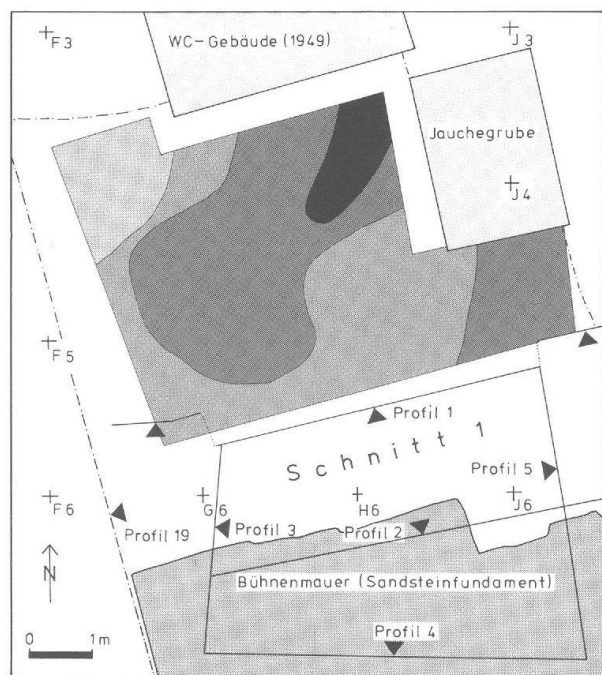 F3
WC-Gebäude (1949)
J3
Jauchegrube
J4
F5
Profil 1
Schnitt 1
Profil 5
F6
G6
H6
J6
Profil 19
Profil 3
Profil 2
N
Bühnenmauer (Sandsteinfundament)
0 1m
Profil 4